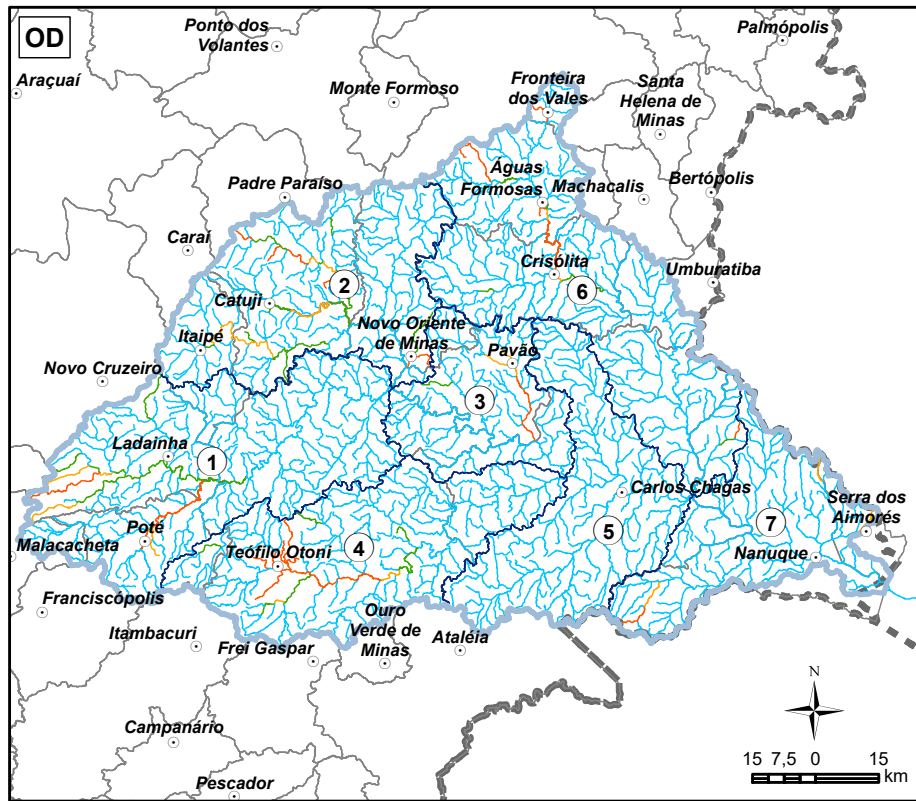 OD
Ponto dos
Volantes
Palmópolis
Araçuaí
Monte Formoso
Fronteira
dos Vales
Santa
Helena de
Minas
Águas
Formosas
Machacalis
Bertópolis
Padre Paraíso
Caraí
Crisólita
Umburatiba
2
6
Catuji
Novo Oriente
de Minas
Pavão
Itaipé
Novo Cruzeiro
3
Ladainha
1
Carlos Chagas
Serra dos
Aimorés
Poté
Malacacheta
4
5
7
Teófilo Otoni
Nanuque
Franciscópolis
Itambacuri
Ouro
Verde de
Minas
Ataléia
Frei Gaspar
N
Campanário
15 7,5 0 15
km
Pescador